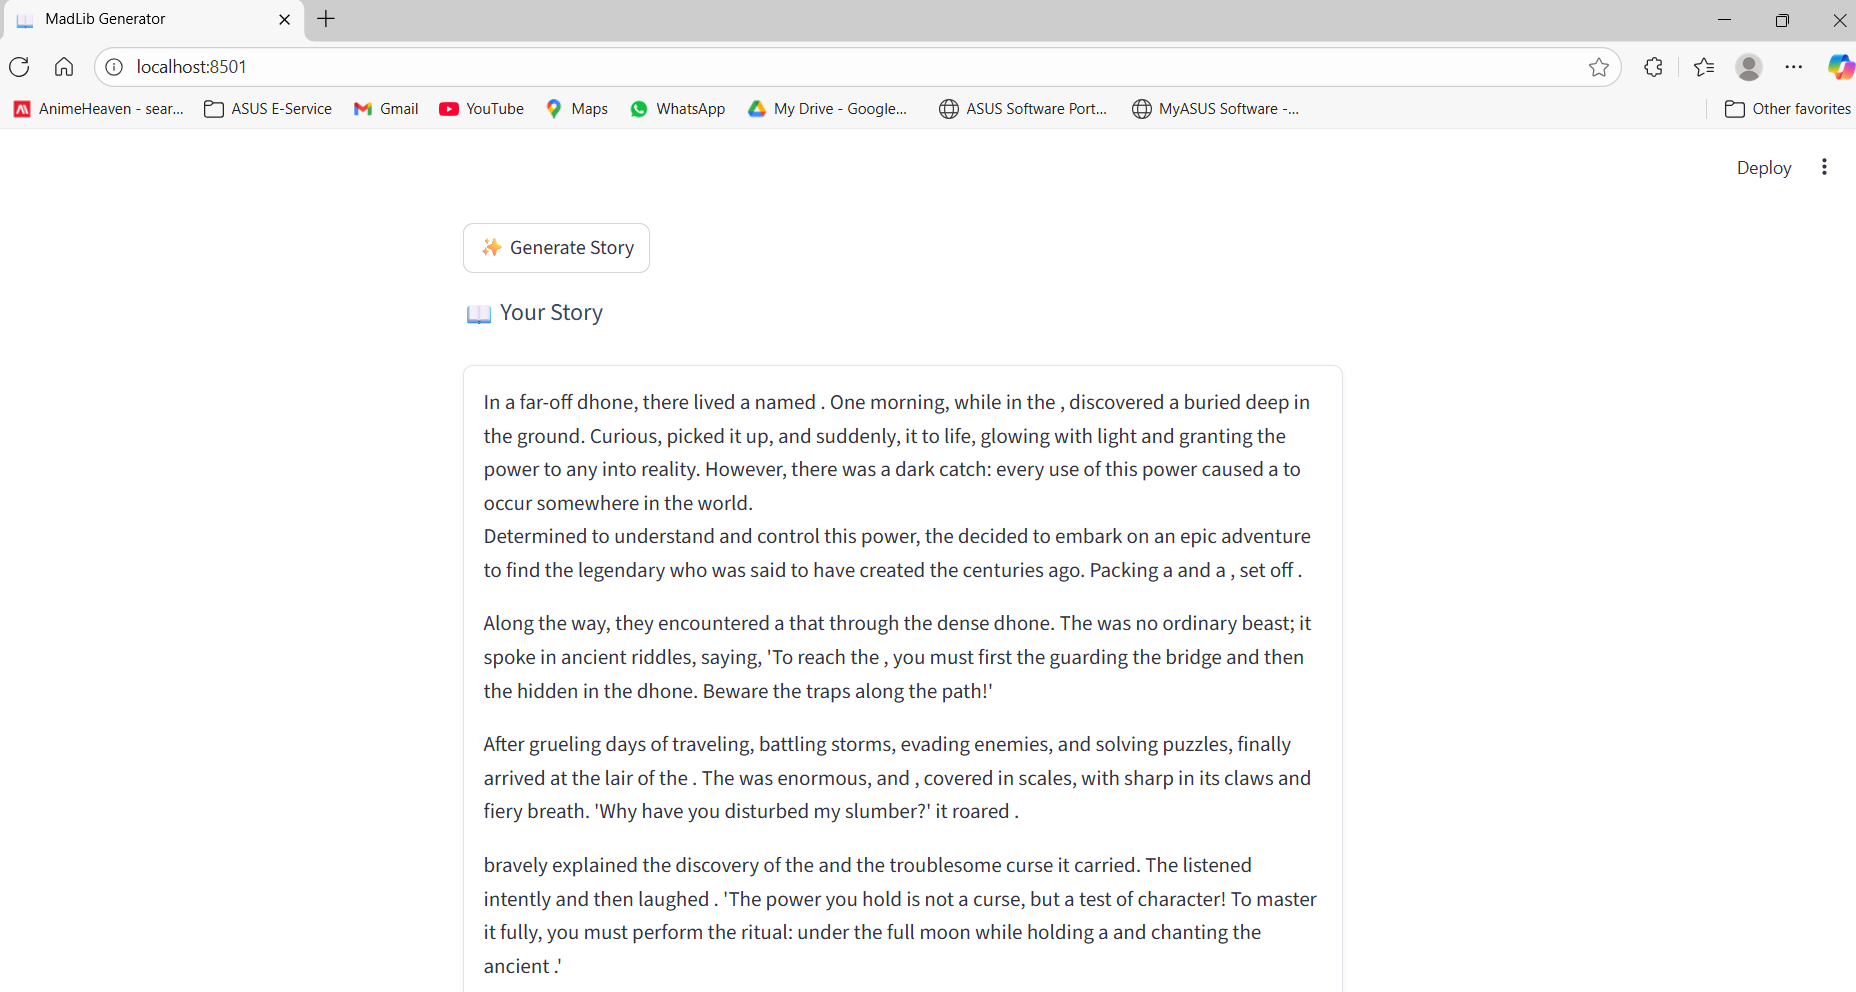 MadLib Generator
localhost:8501
AnimeHeaven - sear...
ASUS E-Service
Gmail
YouTube
Maps
WhatsApp
My Drive - Google...
ASUS Software Port...
MyASUS Software -...
Other favorites
Deploy
✨ Generate Story
📖 Your Story
In a far-off dhone, there lived a named . One morning, while in the , discovered a buried deep in
the ground. Curious, picked it up, and suddenly, it to life, glowing with light and granting the
power to any into reality. However, there was a dark catch: every use of this power caused a to
occur somewhere in the world.
Determined to understand and control this power, the decided to embark on an epic adventure
to find the legendary who was said to have created the centuries ago. Packing a and a , set off .
Along the way, they encountered a that through the dense dhone. The was no ordinary beast; it
spoke in ancient riddles, saying, 'To reach the , you must first the guarding the bridge and then
the hidden in the dhone. Beware the traps along the path!'
After grueling days of traveling, battling storms, evading enemies, and solving puzzles, finally
arrived at the lair of the . The was enormous, and , covered in scales, with sharp in its claws and
fiery breath. 'Why have you disturbed my slumber?' it roared .
bravely explained the discovery of the and the troublesome curse it carried. The listened
intently and then laughed . 'The power you hold is not a curse, but a test of character! To master
it fully, you must perform the ritual: under the full moon while holding a and chanting the
ancient .'